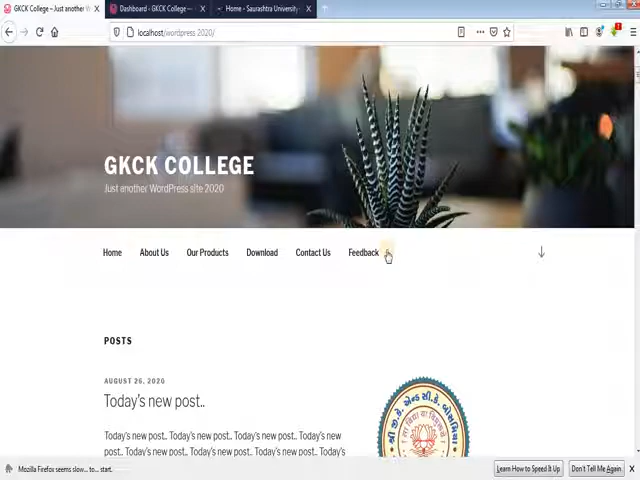 GKCK College – Just another W
Dashboard ‹ GKCK College —
Home - Saurashtra University
localhost/wordpress 2020/
GKCK COLLEGE
Just another WordPress site 2020
Home About Us Our Products Download Contact Us Feedback
POSTS
AUGUST 26, 2020
Today's new post..
Today's new post.. Today's new post.. Today's new post.. Today's new
post.. Today's new post.. Today's new post.. Today's new post.. Today's
શ્રી જી.કે. એન્ડ સી.કે. બોસમિયા
Mozilla Firefox seems slow... to... start.
Learn How to Speed It Up
Don't Tell Me Again.